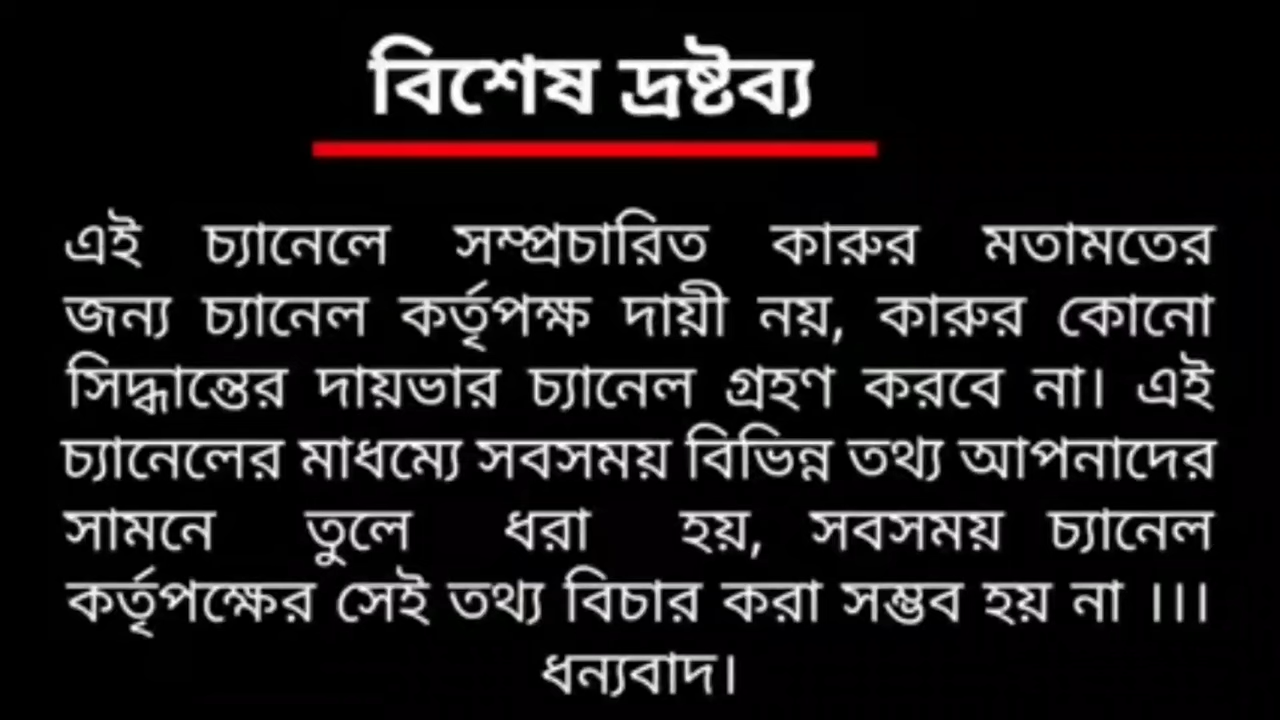 বিশেষ দ্রষ্টব্য
এই চ্যানেলে সম্প্রচারিত কারুর মতামতের
জন্য চ্যানেল কর্তৃপক্ষ দায়ী নয়, কারুর কোনো
সিদ্ধান্তের দায়ভার চ্যানেল গ্রহণ করবে না। এই
চ্যানেলের মাধম্যে সবসময় বিভিন্ন তথ্য আপনাদের
সামনে তুলে ধরা হয়, সবসময় চ্যানেল
কর্তৃপক্ষের সেই তথ্য বিচার করা সম্ভব হয় না ।।।
ধন্যবাদ।